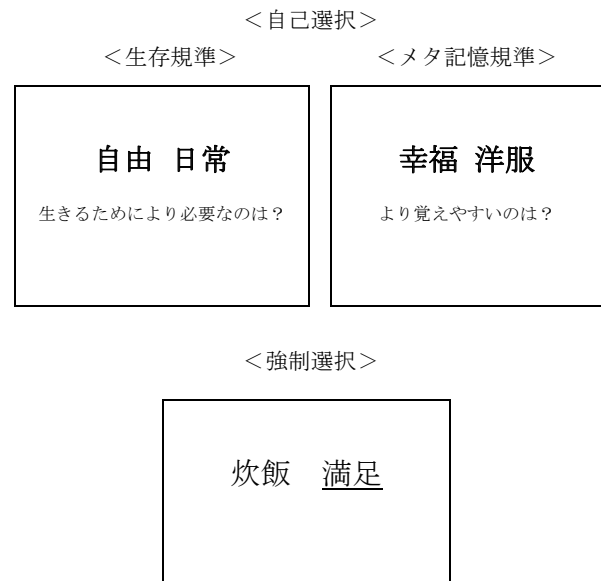 ＜自己選択＞
＜生存規準＞ ＜メタ記憶規準＞
自由 日常 幸福 洋服
生きるためにより必要なのは？ より覚えやすいのは？
＜強制選択＞
炊飯 満足